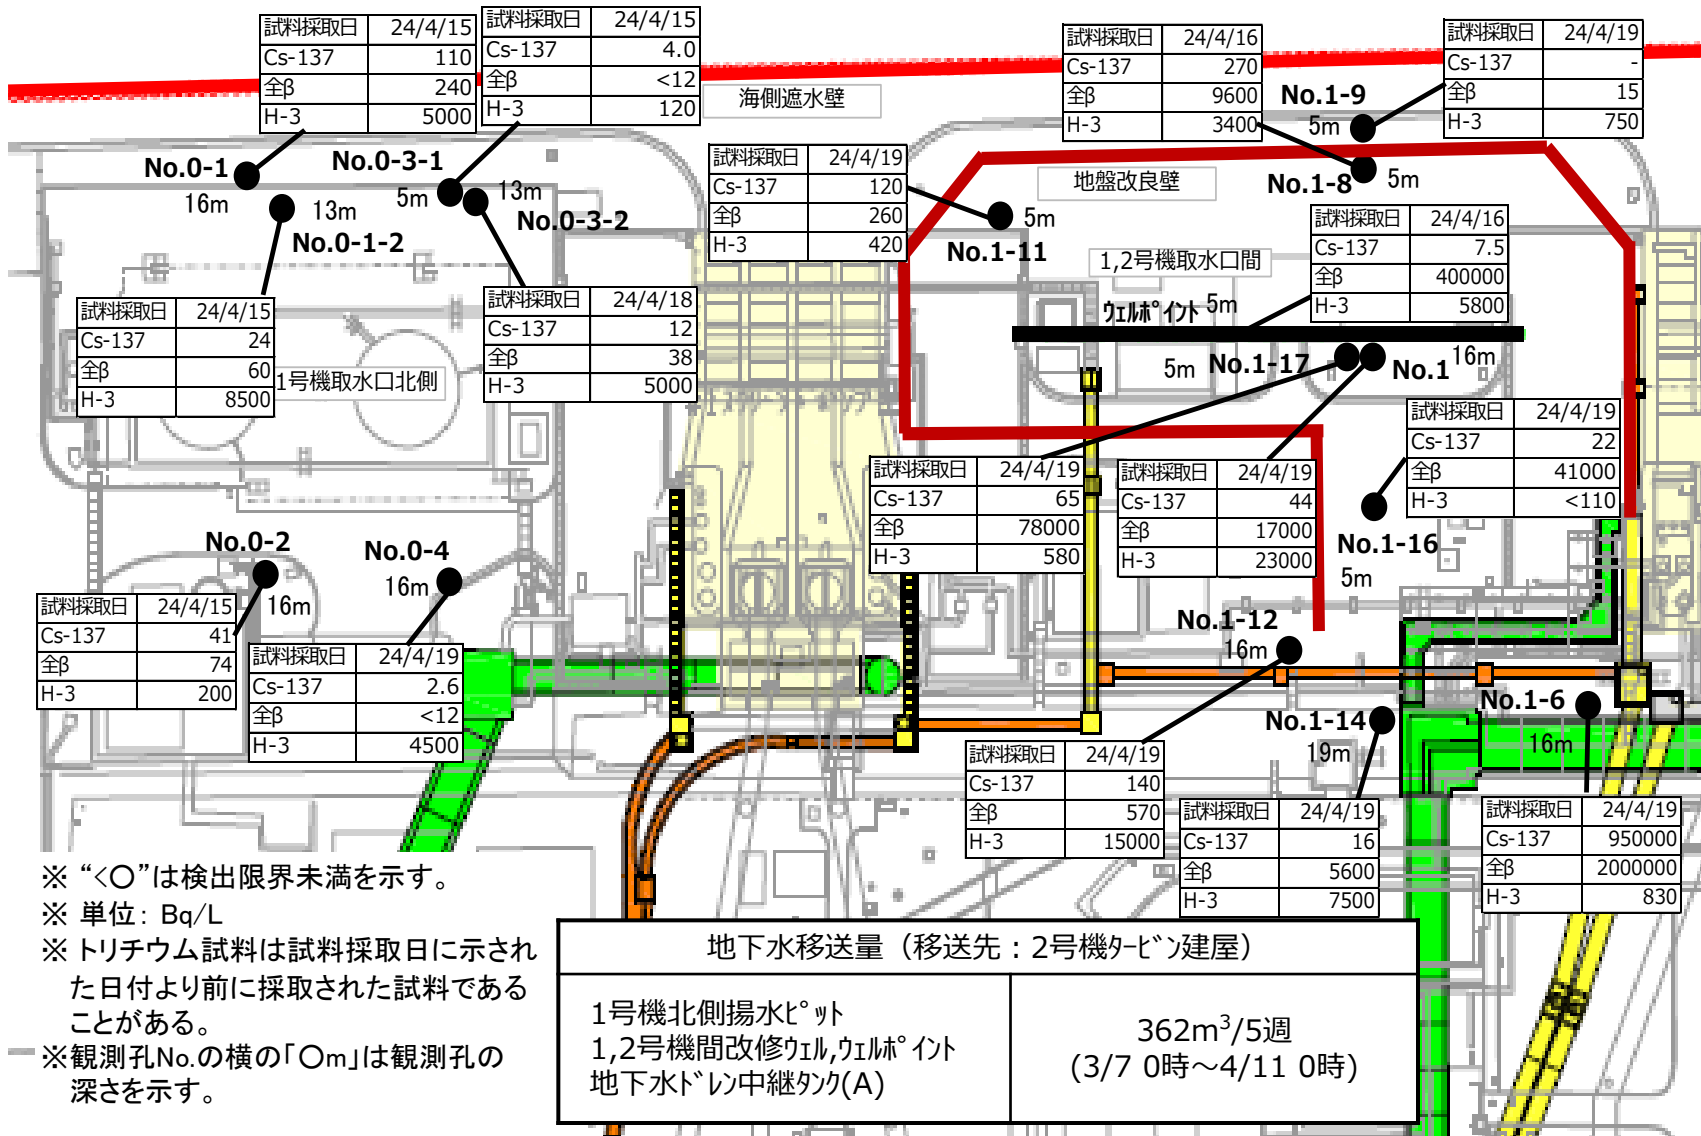 試料採取日 24/4/15
Cs-137 110
全β 240
H-3 5000
試料採取日 24/4/15
Cs-137 4.0
全β <12
H-3 120
海側遮水壁
試料採取日 24/4/16
Cs-137 270
全β 9600
H-3 3400
試料採取日 24/4/19
Cs-137 -
全β 15
H-3 750
No.1-9
5m
No.0-1
16m
No.0-3-1
5m
13m
No.0-3-2
13m
No.0-1-2
試料採取日 24/4/19
Cs-137 120
全β 260
H-3 420
5m
No.1-11
地盤改良壁
No.1-8
5m
1,2号機取水口間
試料採取日 24/4/16
Cs-137 7.5
全β 400000
H-3 5800
試料採取日 24/4/15
Cs-137 24
全β 60
H-3 8500
1号機取水口北側
試料採取日 24/4/18
Cs-137 12
全β 38
H-3 5000
ウェルポイント 5m
5m No.1-17
No.1 16m
試料採取日 24/4/19
Cs-137 22
全β 41000
H-3 <110
試料採取日 24/4/19
Cs-137 65
全β 78000
H-3 580
試料採取日 24/4/19
Cs-137 44
全β 17000
H-3 23000
No.1-16
5m
No.0-2
16m
No.0-4
16m
試料採取日 24/4/15
Cs-137 41
全β 74
H-3 200
試料採取日 24/4/19
Cs-137 2.6
全β <12
H-3 4500
No.1-12
16m
No.1-14
19m
No.1-6
16m
試料採取日 24/4/19
Cs-137 140
全β 570
H-3 15000
試料採取日 24/4/19
Cs-137 16
全β 5600
H-3 7500
試料採取日 24/4/19
Cs-137 950000
全β 2000000
H-3 830
※ “<○”は検出限界未満を示す。
※ 単位: Bq/L
※ トリチウム試料は試料採取日に示され
た日付より前に採取された試料である
ことがある。
※観測孔No.の横の「○m」は観測孔の
深さを示す。
地下水移送量（移送先：2号機ﾀｰﾋﾞﾝ建屋）
1号機北側揚水ﾋﾟｯﾄ
1,2号機間改修ｳｪﾙ,ｳｪﾙﾎﾟｲﾝﾄ
地下水ﾄﾞﾚﾝ中継ﾀﾝｸ(A)
362m³/5週
(3/7 0時～4/11 0時)